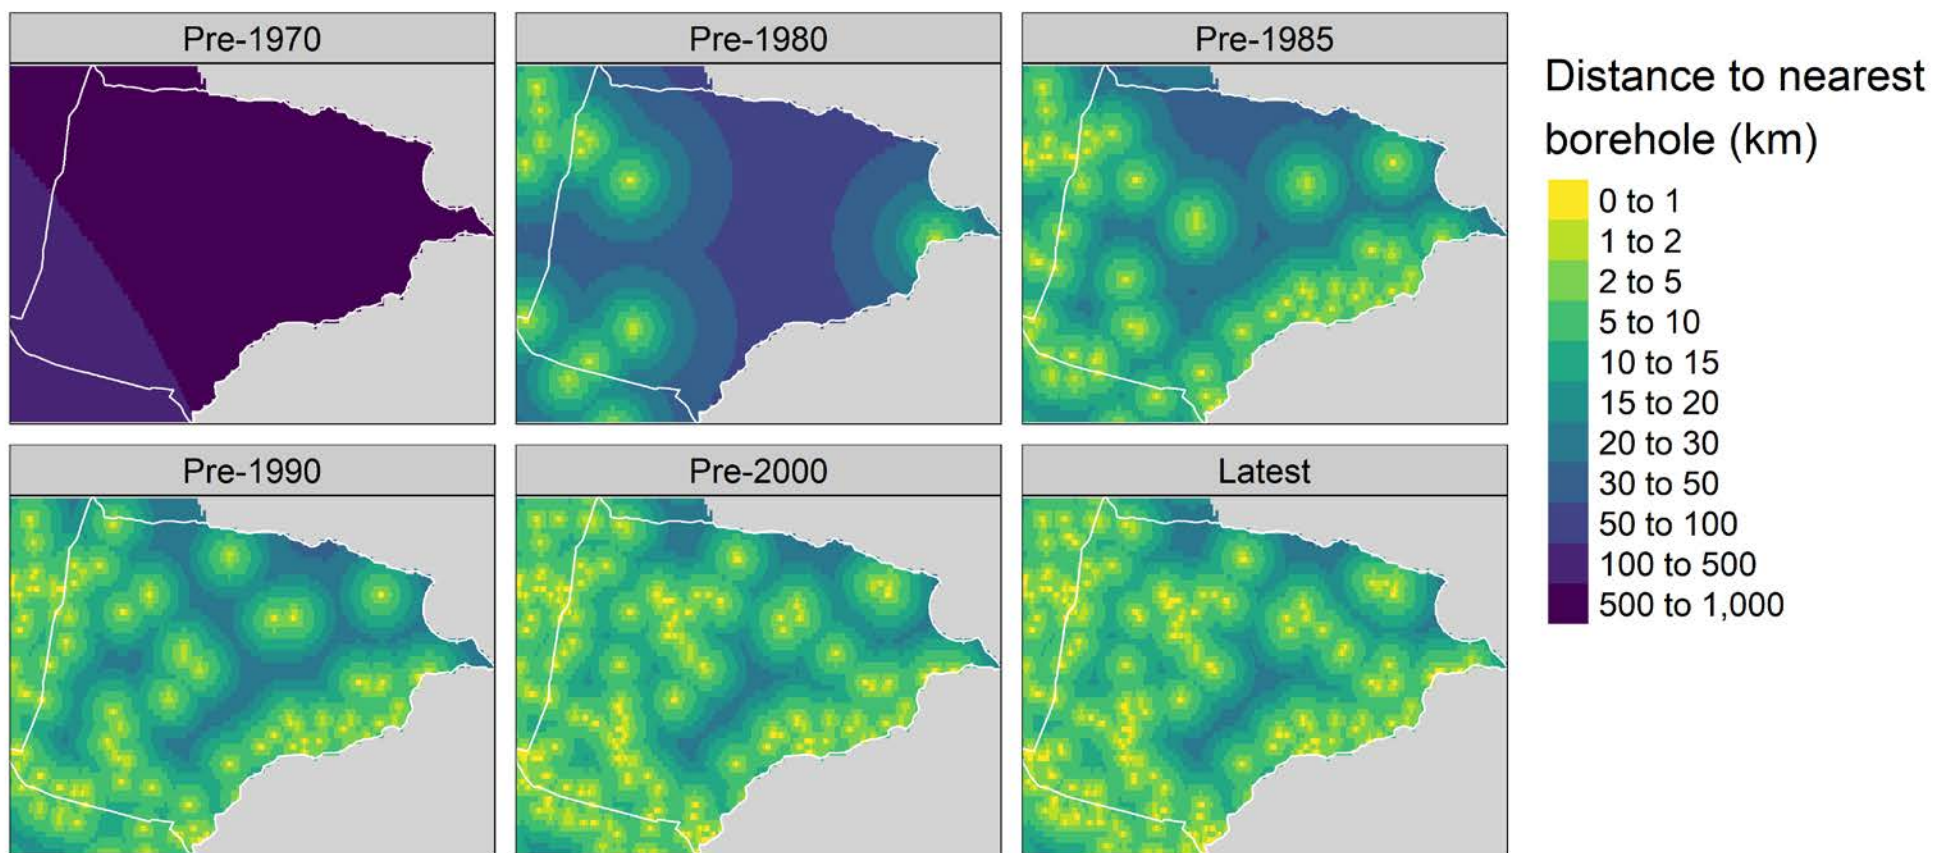 Pre-1970
Pre-1980
Pre-1985
Distance to nearest
borehole (km)
0 to 1
1 to 2
2 to 5
5 to 10
10 to 15
15 to 20
20 to 30
30 to 50
50 to 100
100 to 500
500 to 1,000
Pre-1990
Pre-2000
Latest